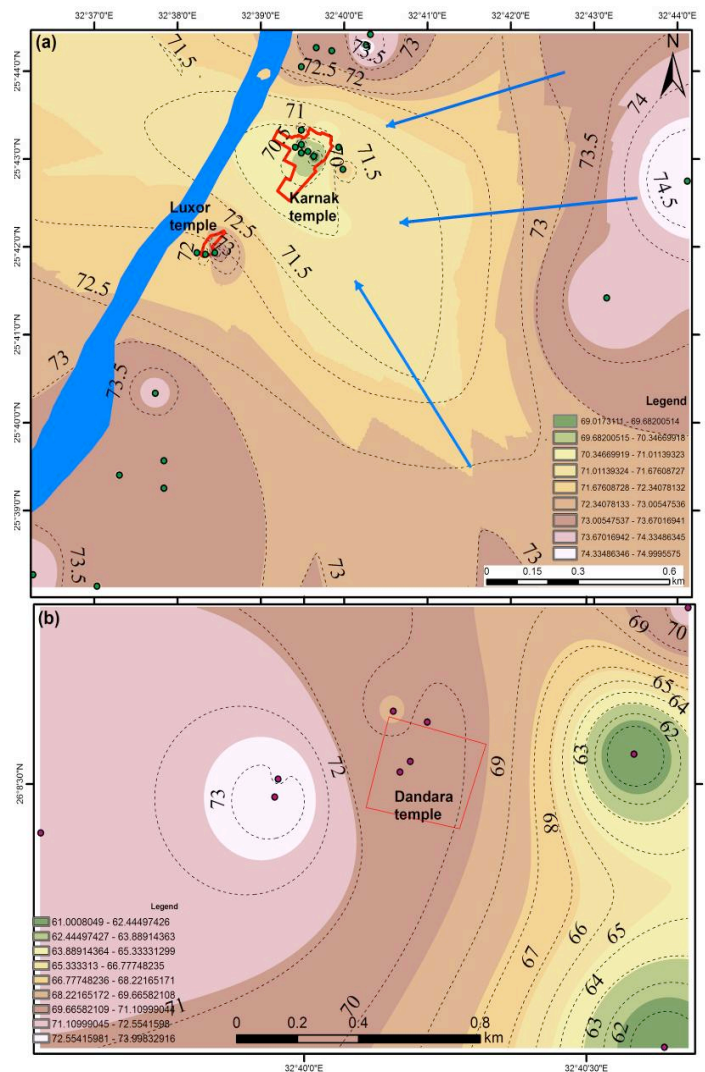 32°37'0"E 32°38'0"E 32°39'0"E 32°40'0"E 32°41'0"E 32°42'0"E 32°43'0"E 32°44'0"E
(a)
N
25°44'0"N
25°43'0"N
25°42'0"N
25°41'0"N
25°40'0"N
25°39'0"N
71.5
72.5
72
73.5
73
71
70.5
70
71.5
Karnak
temple
Luxor
temple
72.5
72
73
71.5
72.5
73
73.5
73.5
73
74
73.5
74.5
73
73
Legend
69.0173111 - 69.68200514
69.68200515 - 70.34669918
70.34669919 - 71.01139323
71.01139324 - 71.67608727
71.67608728 - 72.34078132
72.34078133 - 73.00547536
73.00547537 - 73.67016941
73.67016942 - 74.33486345
74.33486346 - 74.9995575
0 0.15 0.3 0.6
km
(b)
26°8'30"N
73
72
71
70
69
68
67
66
65
64
63
62
69
70
65
64
62
63
Dandara
temple
Legend
61.0008049 - 62.44497426
62.44497427 - 63.88914363
63.88914364 - 65.33331299
65.333313 - 66.77748235
66.77748236 - 68.22165171
68.22165172 - 69.66582108
69.66582109 - 71.10999044
71.10999045 - 72.5541598
72.55415981 - 73.99832916
0 0.2 0.4 0.8
km
32°40'0"E 32°40'30"E